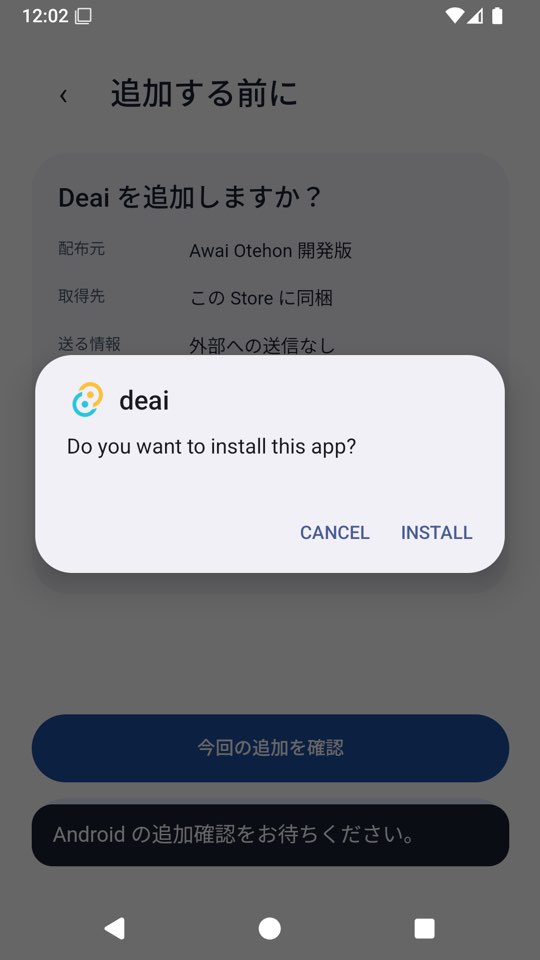 12:02
‹ 追加する前に
Deai を追加しますか？
配布元 Awai Otehon 開発版
取得先 この Store に同梱
送る情報 外部への送信なし
deai
Do you want to install this app?
CANCEL INSTALL
今回の追加を確認
Android の追加確認をお待ちください。